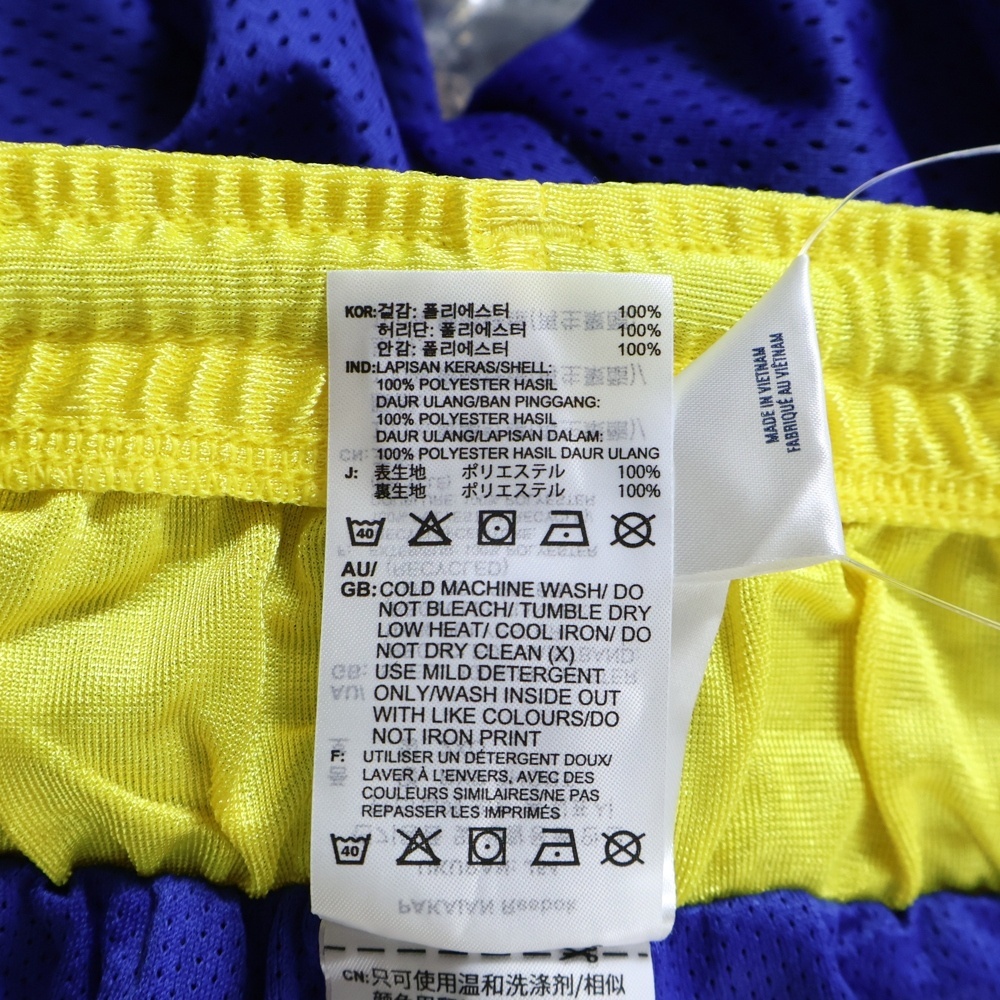 KOR:겉감: 폴리에스터 100%
허리단: 폴리에스터 100%
안감: 폴리에스터 100%
IND:LAPISAN KERAS/SHELL:
100% POLYESTER HASIL
DAUR ULANG/BAN PINGGANG:
100% POLYESTER HASIL
DAUR ULANG/LAPISAN DALAM:
100% POLYESTER HASIL DAUR ULANG
J: 表生地 ポリエステル 100%
裏生地 ポリエステル 100%
40
AU/
GB:COLD MACHINE WASH/ DO
NOT BLEACH/ TUMBLE DRY
LOW HEAT/ COOL IRON/ DO
NOT DRY CLEAN (X)
USE MILD DETERGENT
ONLY/WASH INSIDE OUT
WITH LIKE COLOURS/DO
NOT IRON PRINT
F: UTILISER UN DÉTERGENT DOUX/
LAVER À L'ENVERS, AVEC DES
COULEURS SIMILAIRES/NE PAS
REPASSER LES IMPRIMÉS
40
PAKAIAN Reebok
CN:只可使用温和洗涤剂/相似
MADE IN VIETNAM
FABRIQUÉ AU VIÊTNAM